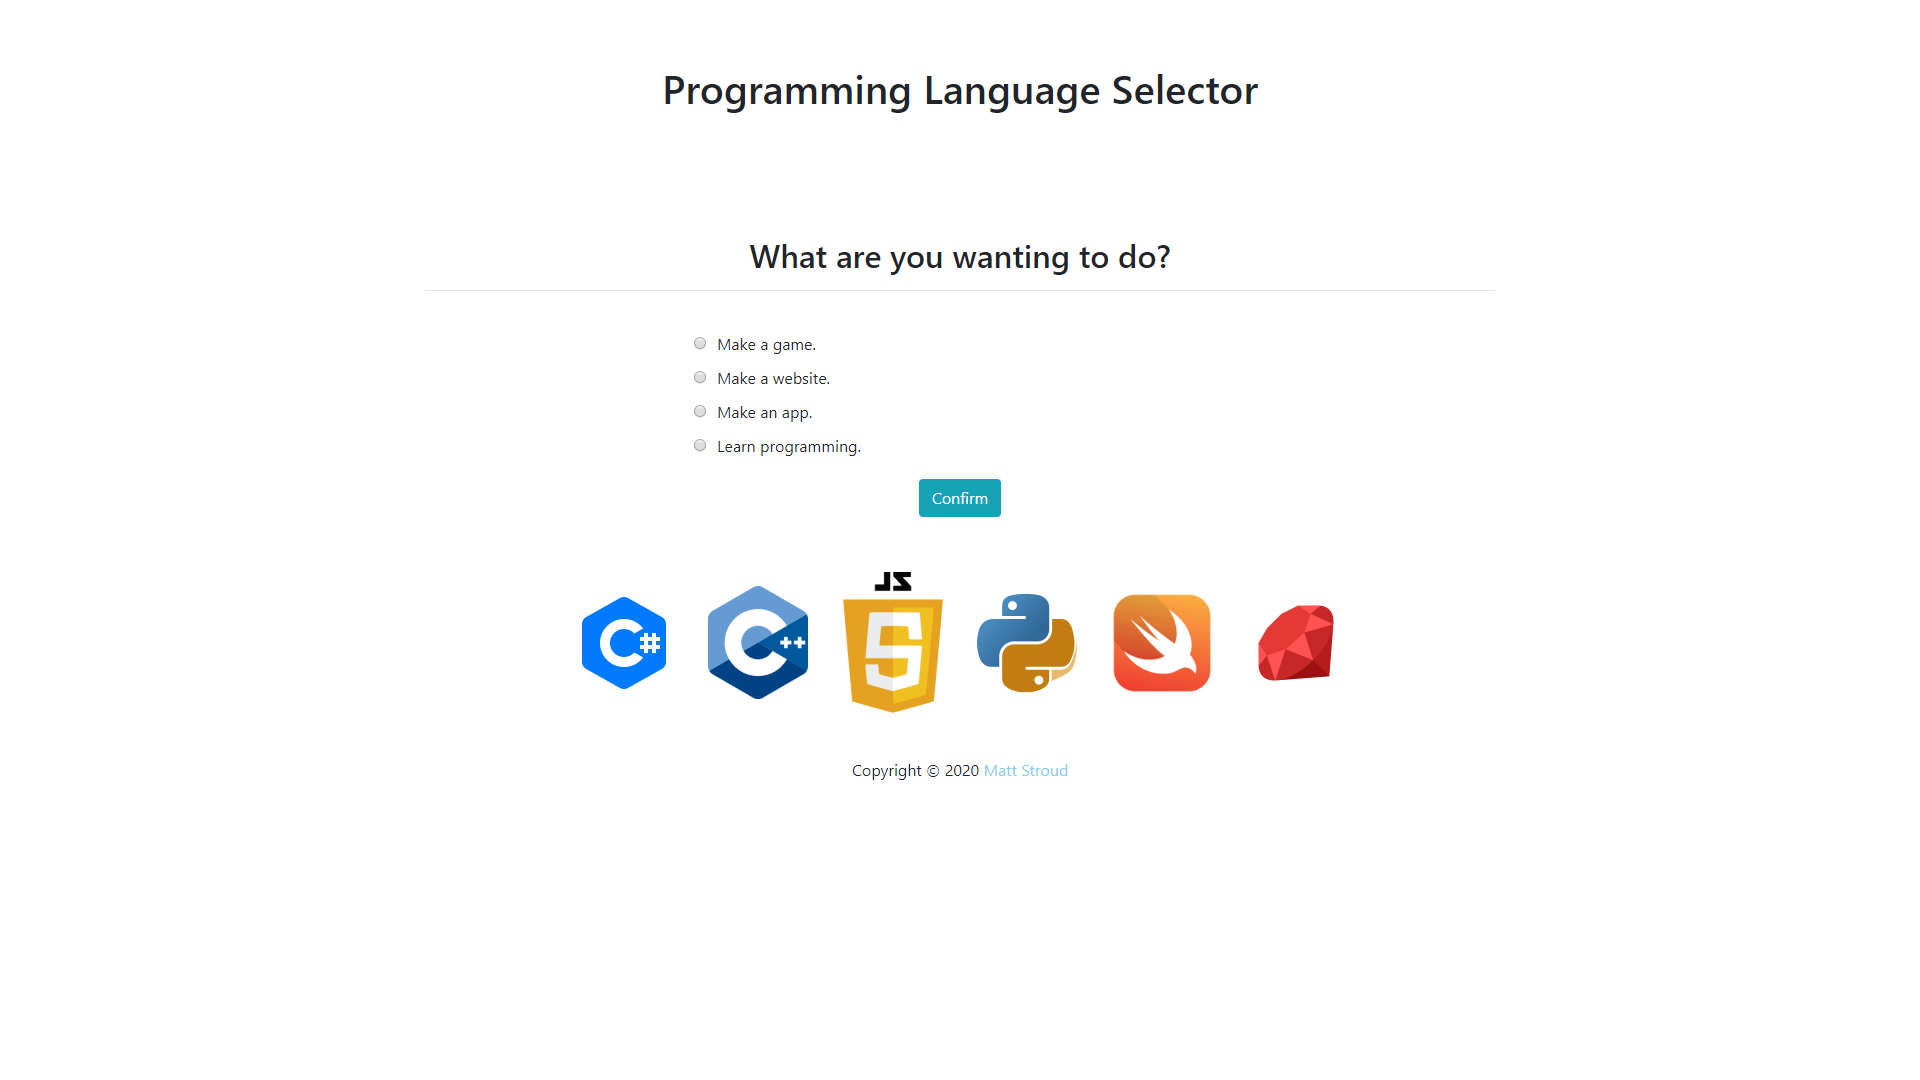 Programming Language Selector
What are you wanting to do?
Make a game.
Make a website.
Make an app.
Learn programming.
Confirm
C# C++ JS 5
Copyright © 2020 Matt Stroud